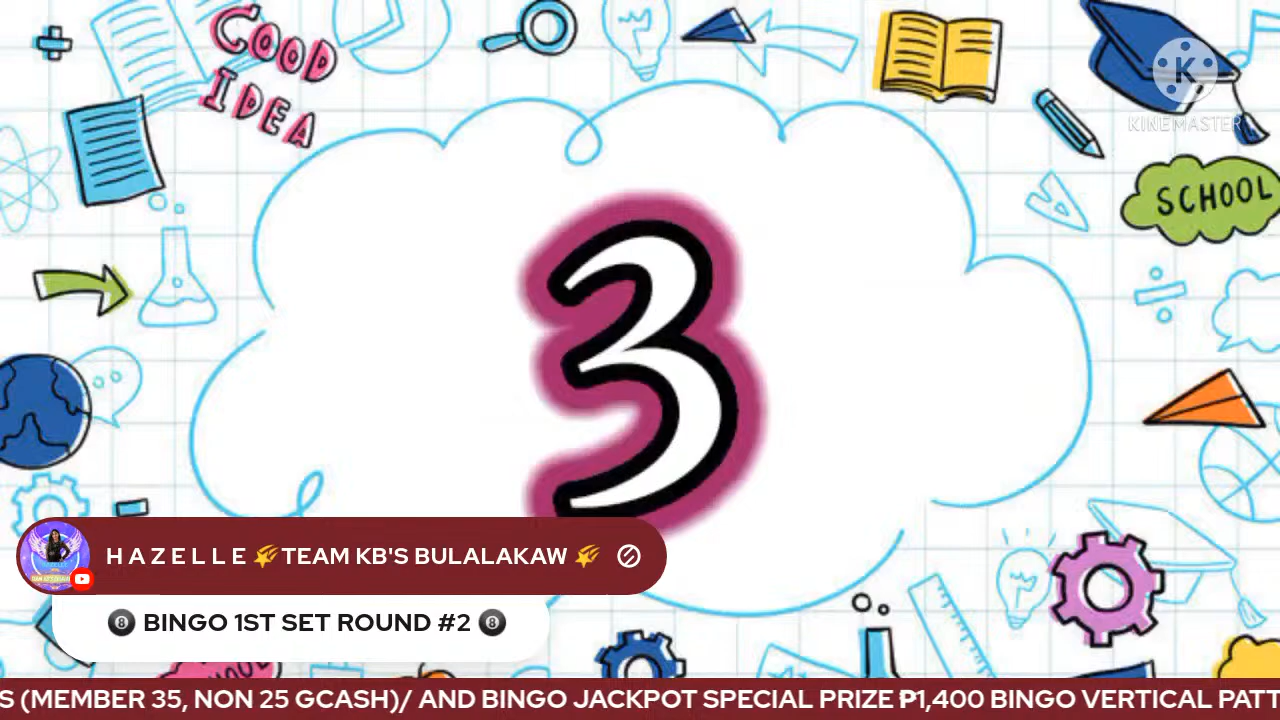 GOOD
IDEA
KINEMASTER
SCHOOL
3
H A Z E L L E 🌠TEAM KB'S BULALAKAW 🌠
🎱 BINGO 1ST SET ROUND #2 🎱
S (MEMBER 35, NON 25 GCASH)/ AND BINGO JACKPOT SPECIAL PRIZE ₱1,400 BINGO VERTICAL PATT